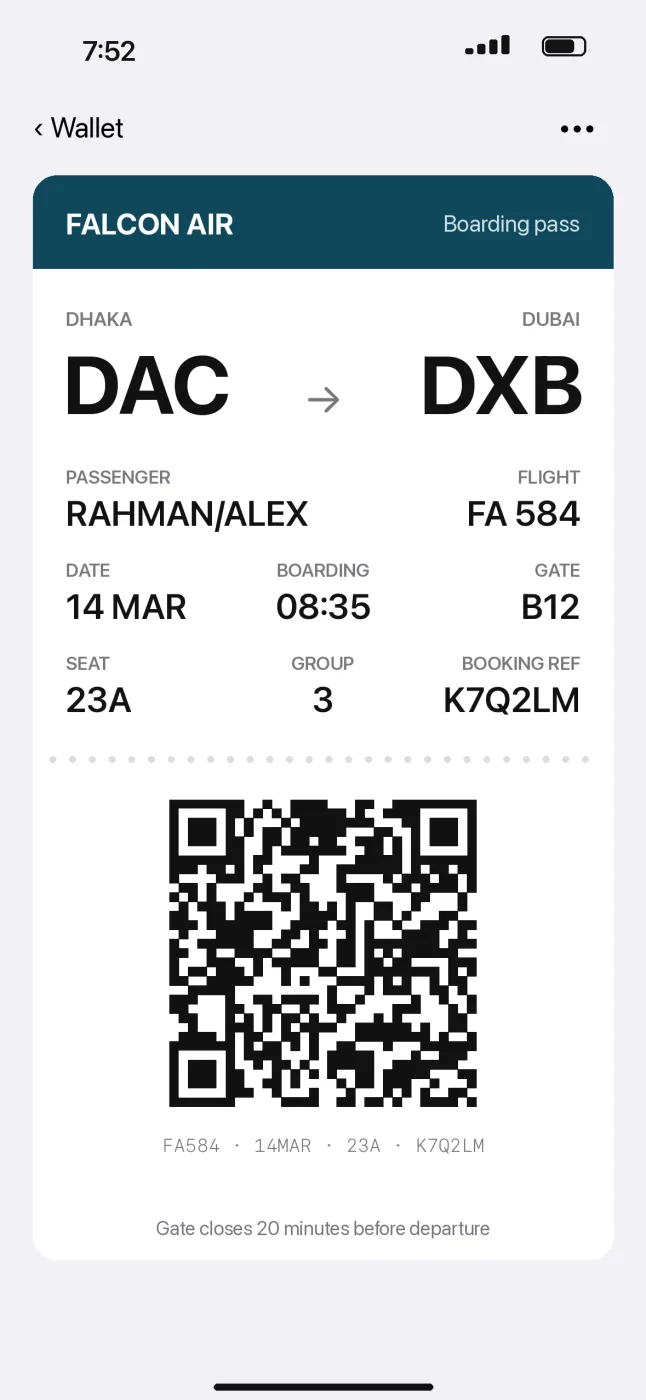 7:52
‹ Wallet
FALCON AIR Boarding pass
DHAKA DUBAI
DAC → DXB
PASSENGER FLIGHT
RAHMAN/ALEX FA 584
DATE BOARDING GATE
14 MAR 08:35 B12
SEAT GROUP BOOKING REF
23A 3 K7Q2LM
FA584 · 14MAR · 23A · K7Q2LM
Gate closes 20 minutes before departure